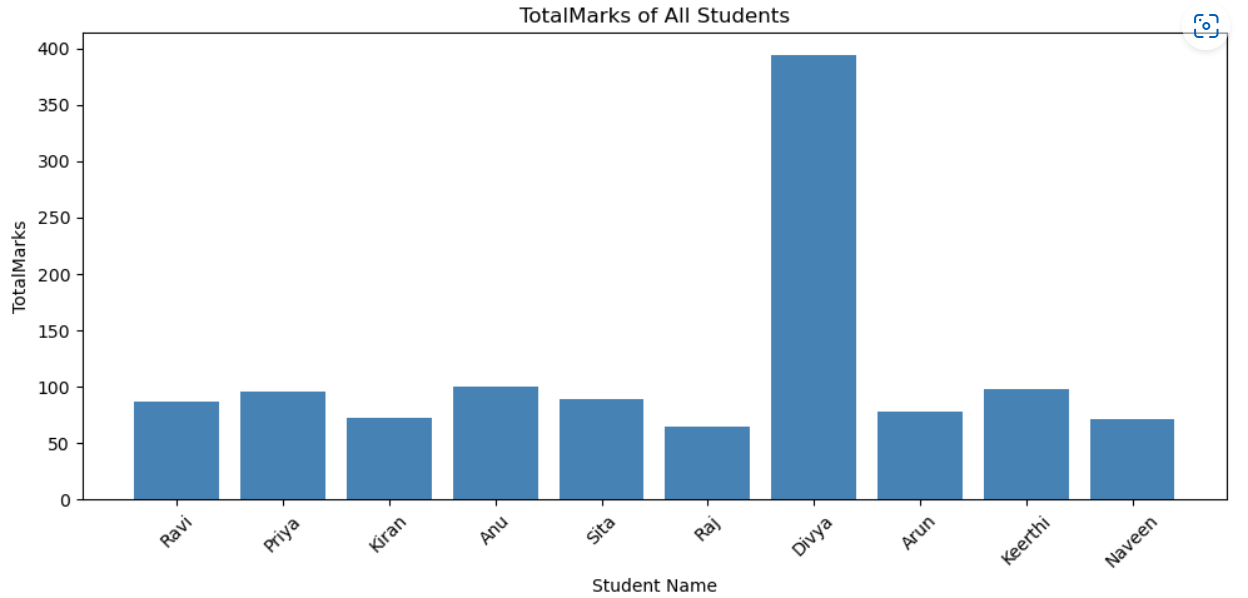 TotalMarks of All Students
400
350
300
250
200
150
100
50
0
TotalMarks
Ravi
Priya
Kiran
Anu
Sita
Raj
Divya
Arun
Keerthi
Naveen
Student Name